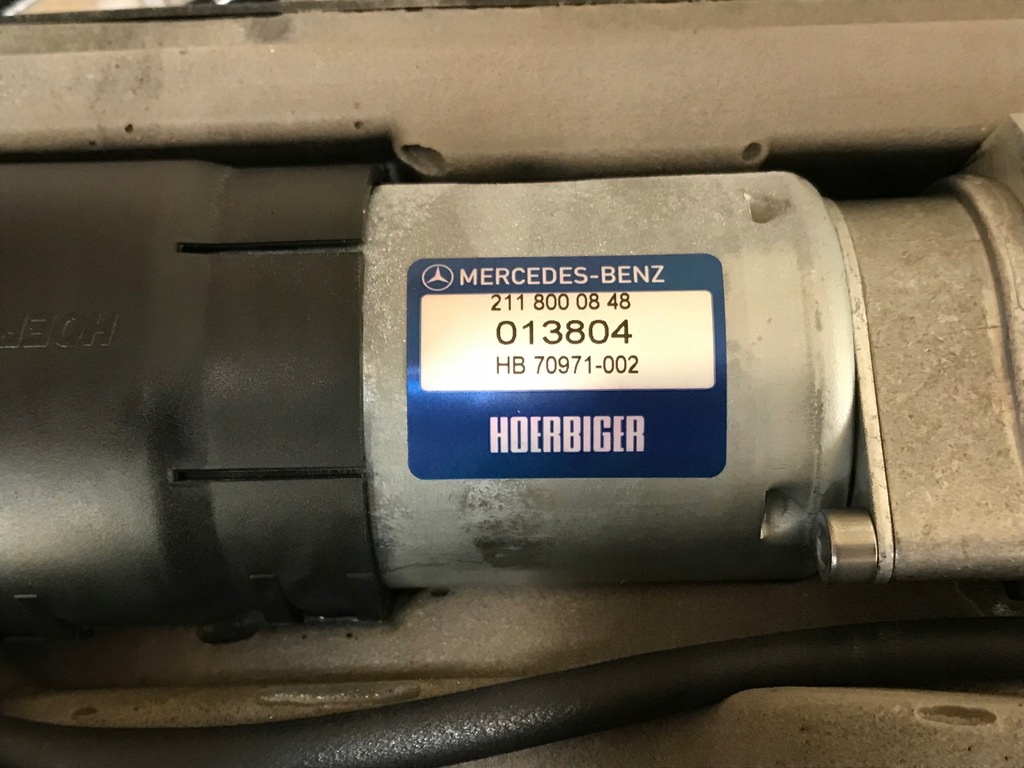 MERCEDES-BENZ
211 800 08 48
013804
HB 70971-002
HOERBIGER